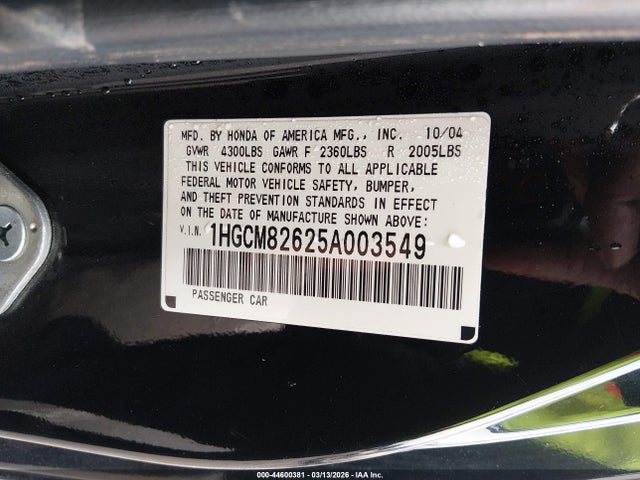 MFD. BY HONDA OF AMERICA MFG., INC. 10/04
GVWR 4300LBS GAWR F 2360LBS R 2005LBS
THIS VEHICLE CONFORMS TO ALL APPLICABLE
FEDERAL MOTOR VEHICLE SAFETY, BUMPER,
AND THEFT PREVENTION STANDARDS IN EFFECT
ON THE DATE OF MANUFACTURE SHOWN ABOVE:
V.I.N. 1HGCM82625A003549
PASSENGER CAR
000-44600381 | 03/13/2026 | IAA Inc.